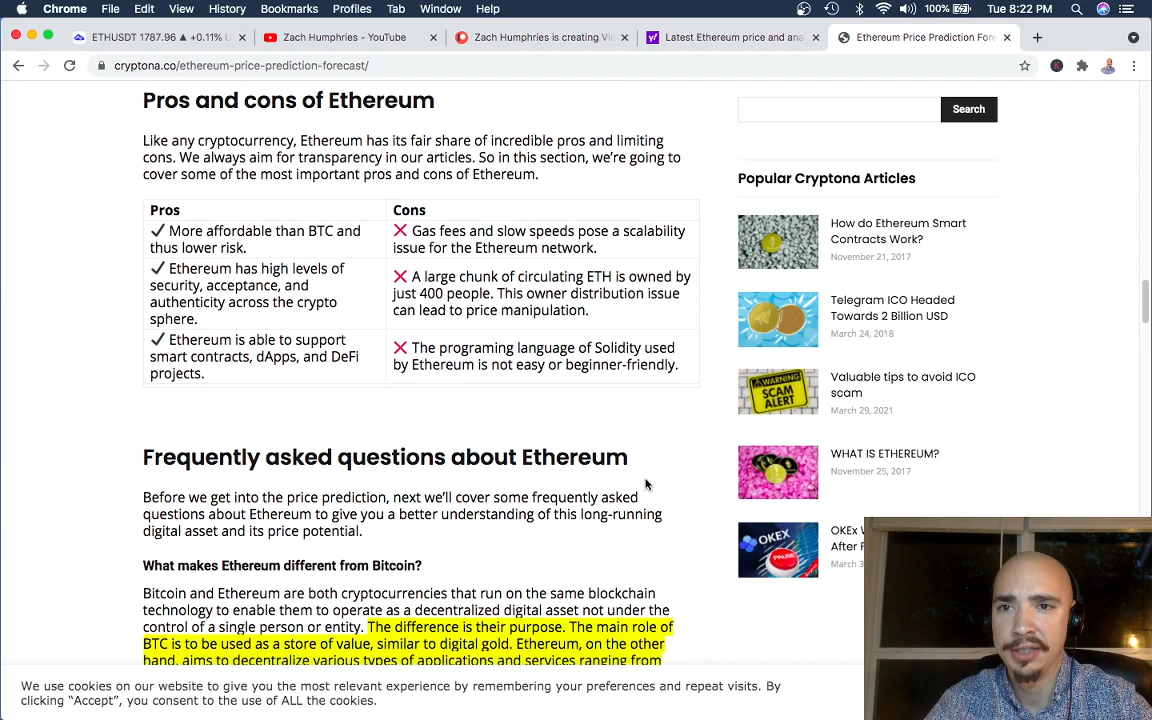 Chrome File Edit View History Bookmarks Profiles Tab Window Help 100% Tue 8:22 PM
ETHUSDT 1787.96 ▲ +0.11% U
Zach Humphries - YouTube
Zach Humphries is creating Vi
Latest Ethereum price and ana
Ethereum Price Prediction Fore
cryptona.co/ethereum-price-prediction-forecast/
Pros and cons of Ethereum
Like any cryptocurrency, Ethereum has its fair share of incredible pros and limiting
cons. We always aim for transparency in our articles. So in this section, we're going to
cover some of the most important pros and cons of Ethereum.
Pros
✓ More affordable than BTC and
thus lower risk.
✓ Ethereum has high levels of
security, acceptance, and
authenticity across the crypto
sphere.
✓ Ethereum is able to support
smart contracts, dApps, and DeFi
projects.
Cons
❌ Gas fees and slow speeds pose a scalability
issue for the Ethereum network.
❌ A large chunk of circulating ETH is owned by
just 400 people. This owner distribution issue
can lead to price manipulation.
❌ The programing language of Solidity used
by Ethereum is not easy or beginner-friendly.
Frequently asked questions about Ethereum
Before we get into the price prediction, next we'll cover some frequently asked
questions about Ethereum to give you a better understanding of this long-running
digital asset and its price potential.
What makes Ethereum different from Bitcoin?
Bitcoin and Ethereum are both cryptocurrencies that run on the same blockchain
technology to enable them to operate as a decentralized digital asset not under the
control of a single person or entity. The difference is their purpose. The main role of
BTC is to be used as a store of value, similar to digital gold. Ethereum, on the other
hand, aims to decentralize various types of applications and services ranging from
Search
Popular Cryptona Articles
How do Ethereum Smart
Contracts Work?
November 21, 2017
Telegram ICO Headed
Towards 2 Billion USD
March 24, 2018
WARNING
SCAM
ALERT
Valuable tips to avoid ICO
scam
March 29, 2021
WHAT IS ETHEREUM?
November 25, 2017
OKEX
PAUSE
OKEx
After
March 3
We use cookies on our website to give you the most relevant experience by remembering your preferences and repeat visits. By
clicking "Accept", you consent to the use of ALL the cookies.